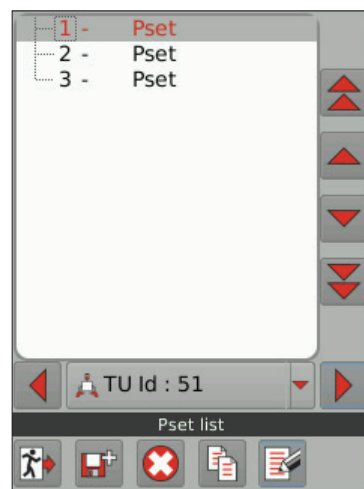 1 - Pset
2 - Pset
3 - Pset
TU Id : 51
Pset list